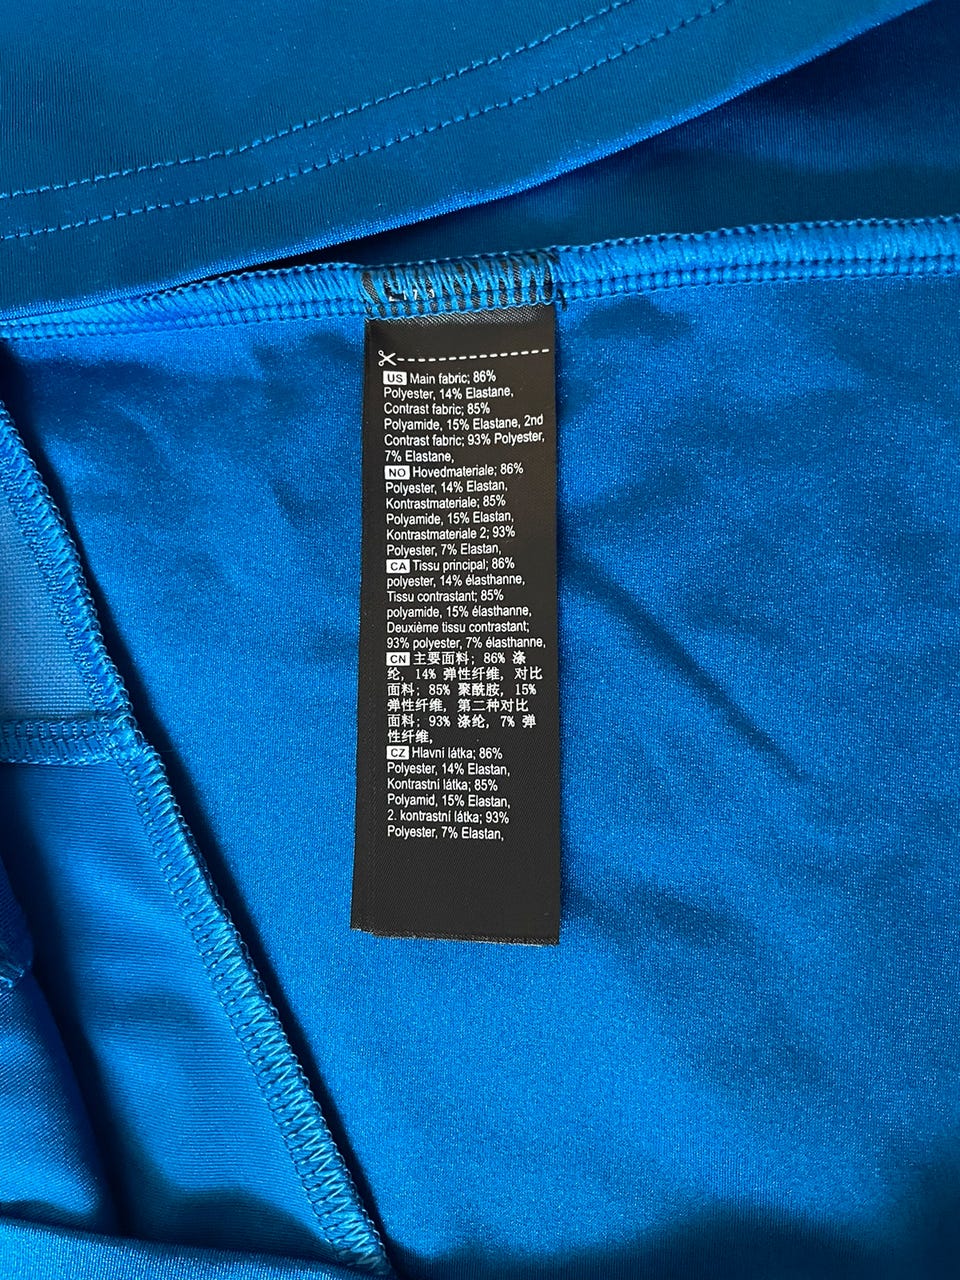 US Main fabric; 86%
Polyester, 14% Elastane,
Contrast fabric; 85%
Polyamide, 15% Elastane, 2nd
Contrast fabric; 93% Polyester,
7% Elastane,
NO Hovedmateriale; 86%
Polyester, 14% Elastan,
Kontrastmateriale; 85%
Polyamide, 15% Elastan,
Kontrastmateriale 2; 93%
Polyester, 7% Elastan,
CA Tissu principal; 86%
polyester, 14% élasthanne,
Tissu contrastant; 85%
polyamide, 15% élasthanne,
Deuxième tissu contrastant;
93% polyester, 7% élasthanne,
CN 主要面料; 86% 涤
纶, 14% 弹性纤维, 对比
面料; 85% 聚酰胺, 15%
弹性纤维, 第二种对比
面料; 93% 涤纶, 7% 弹
性纤维,
CZ Hlavní látka; 86%
Polyester, 14% Elastan,
Kontrastní látka; 85%
Polyamid, 15% Elastan,
2. kontrastní látka; 93%
Polyester, 7% Elastan,